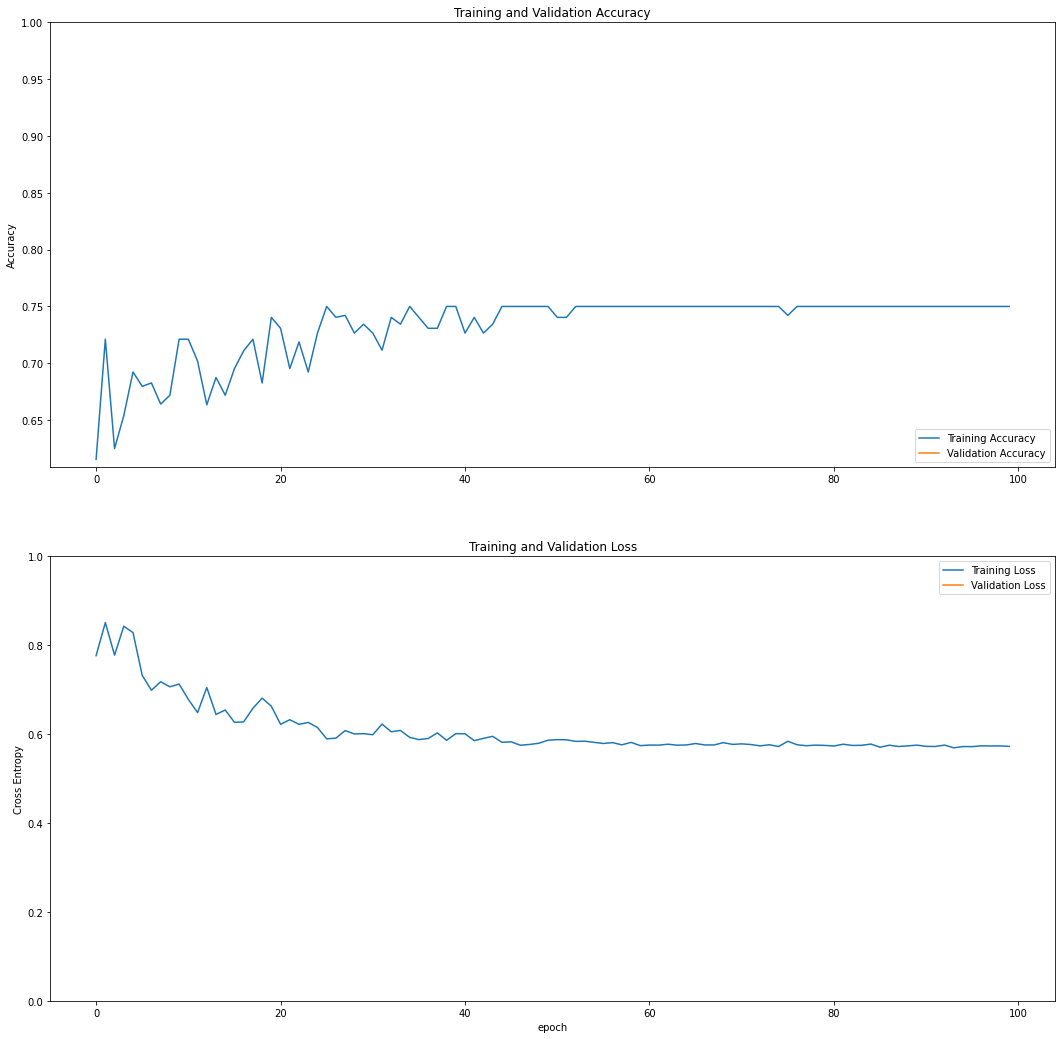 Training and Validation Accuracy
1.00
0.95
0.90
0.85
0.80
0.75
0.70
0.65
Accuracy
Training Accuracy
Validation Accuracy
0 20 40 60 80 100
Training and Validation Loss
1.0
0.8
0.6
0.4
0.2
0.0
Cross Entropy
Training Loss
Validation Loss
0 20 40 60 80 100
epoch